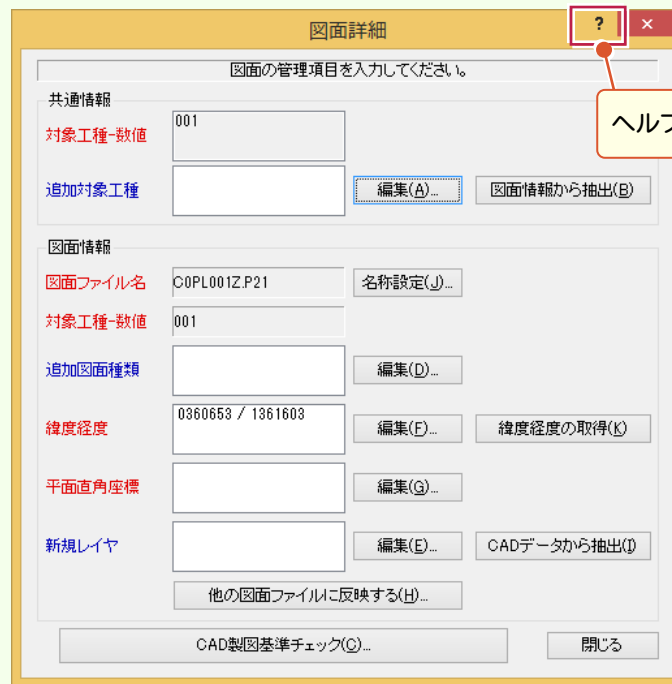 図面詳細
? ×
図面の管理項目を入力してください。
ヘルプ
共通情報
対象工種-数値 001
追加対象工種 編集(A)... 図面情報から抽出(B)
図面情報
図面ファイル名 C0PL001Z.P21 名称設定(J)...
対象工種-数値 001
追加図面種類 編集(D)...
緯度経度 0360653 / 1361603 編集(F)... 緯度経度の取得(K)
平面直角座標 編集(G)...
新規レイヤ 編集(E)... CADデータから抽出(I)
他の図面ファイルに反映する(H)...
CAD製図基準チェック(C)... 閉じる